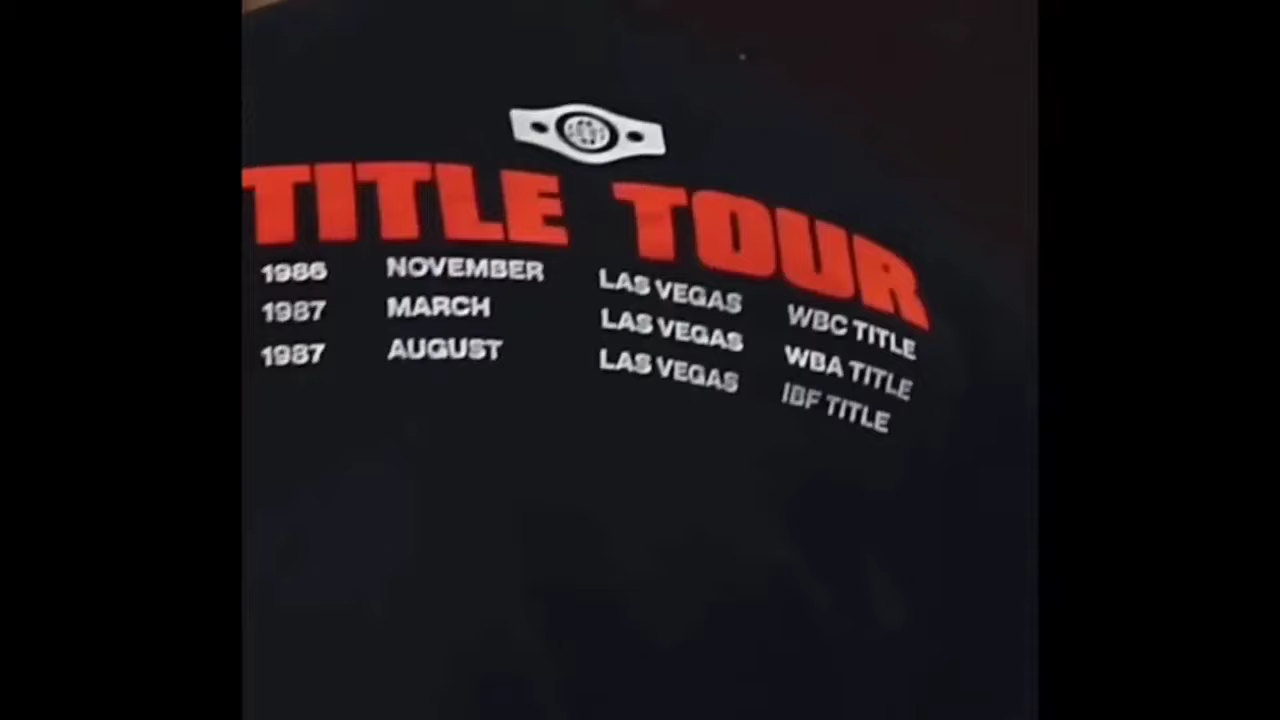 TITLE TOUR
1986 NOVEMBER LAS VEGAS WBC TITLE
1987 MARCH LAS VEGAS WBA TITLE
1987 AUGUST LAS VEGAS IBF TITLE